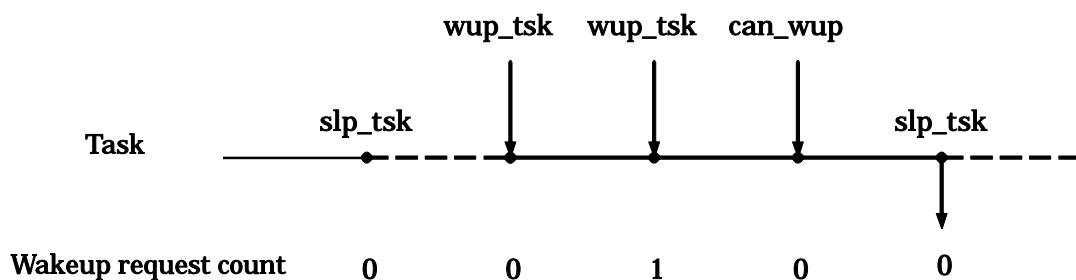 wup_tsk wup_tsk can_wup
slp_tsk slp_tsk
Task
Wakeup request count 0 0 1 0 0